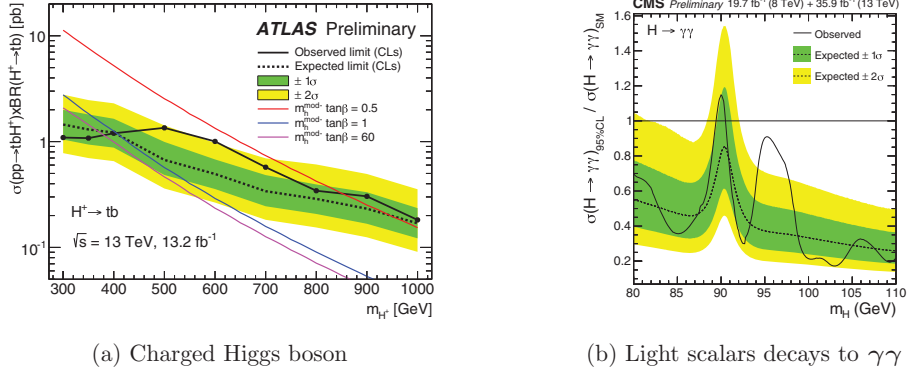 σ(pp→tbH⁺)xBR(H⁺→tb) [pb]
10
1
10⁻¹
ATLAS Preliminary
Observed limit (CLs)
Expected limit (CLs)
± 1σ
± 2σ
m_h^mod- tanβ = 0.5
m_h^mod- tanβ = 1
m_h^mod- tanβ = 60
H⁺→ tb
√s = 13 TeV, 13.2 fb⁻¹
300 400 500 600 700 800 900 1000
m_H⁺ [GeV]
(a) Charged Higgs boson
CMS Preliminary 19.7 fb⁻¹ (8 TeV) + 35.9 fb⁻¹ (13 TeV)
σ(H → γγ)95%CL / σ(H → γγ)SM
1.6
1.4
1.2
1
0.8
0.6
0.4
0.2
H → γγ
Observed
Expected ± 1σ
Expected ± 2σ
80 85 90 95 100 105 110
m_H (GeV)
(b) Light scalars decays to γγ